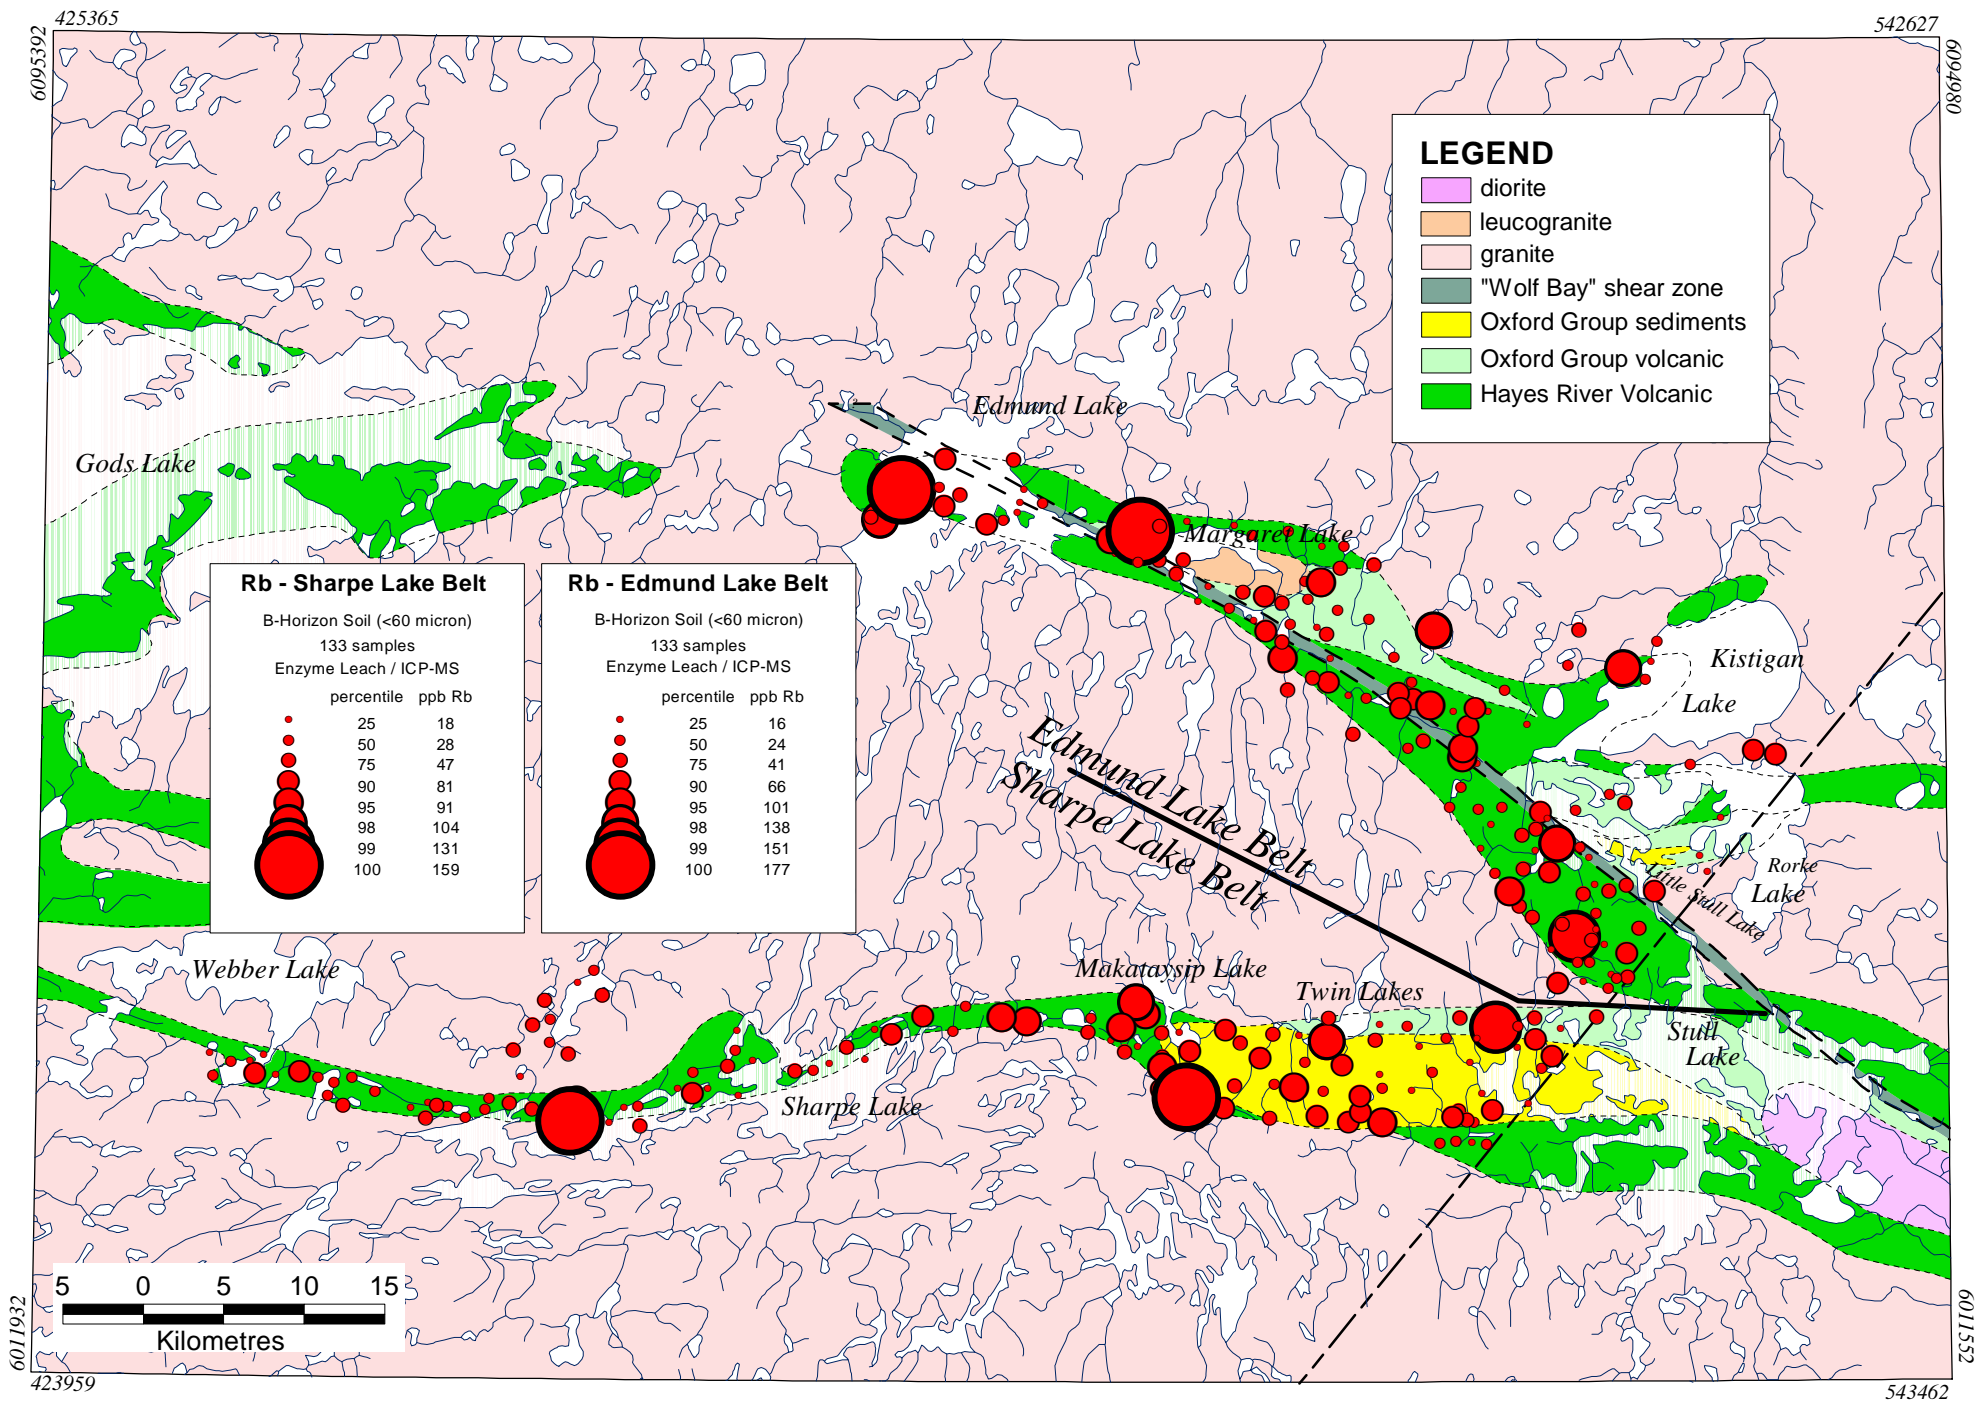 425365
542627
6095392
6094980
LEGEND
diorite
leucogranite
granite
"Wolf Bay" shear zone
Oxford Group sediments
Oxford Group volcanic
Hayes River Volcanic
Edmund Lake
Gods Lake
Margaret Lake
Rb - Sharpe Lake Belt
B-Horizon Soil (<60 micron)
133 samples
Enzyme Leach / ICP-MS
percentile ppb Rb
25 18
50 28
75 47
90 81
95 91
98 104
99 131
100 159
Rb - Edmund Lake Belt
B-Horizon Soil (<60 micron)
133 samples
Enzyme Leach / ICP-MS
percentile ppb Rb
25 16
50 24
75 41
90 66
95 101
98 138
99 151
100 177
Kistigan
Lake
Edmund Lake Belt
Sharpe Lake Belt
Rorke
Lake
Little Stull Lake
Webber Lake
Makataysip Lake
Twin Lakes
Stull
Lake
Sharpe Lake
5 0 5 10 15
Kilometres
6011932
6011552
423959
543462